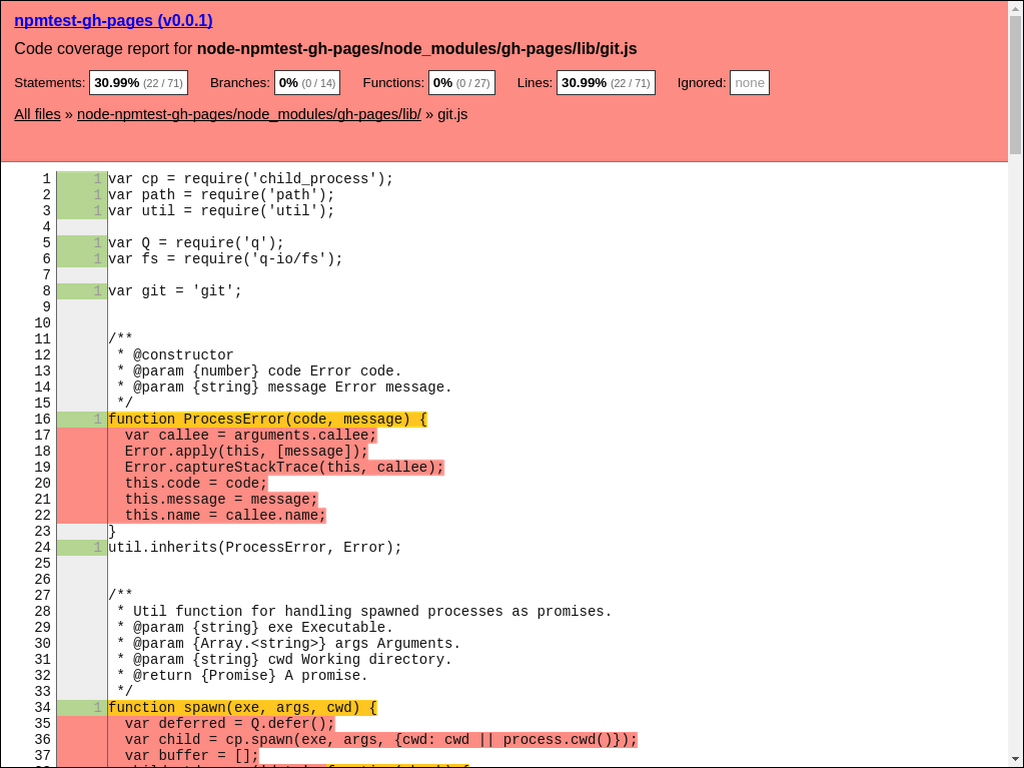 npmtest-gh-pages (v0.0.1)
Code coverage report for node-npmtest-gh-pages/node_modules/gh-pages/lib/git.js
Statements: 30.99% (22 / 71) Branches: 0% (0 / 14) Functions: 0% (0 / 27) Lines: 30.99% (22 / 71) Ignored: none
All files » node-npmtest-gh-pages/node_modules/gh-pages/lib/ » git.js
1 1 var cp = require('child_process');
2 1 var path = require('path');
3 1 var util = require('util');
4
5 1 var Q = require('q');
6 1 var fs = require('q-io/fs');
7
8 1 var git = 'git';
9
10
11 /**
12  * @constructor
13  * @param {number} code Error code.
14  * @param {string} message Error message.
15  */
16 1 function ProcessError(code, message) {
17   var callee = arguments.callee;
18   Error.apply(this, [message]);
19   Error.captureStackTrace(this, callee);
20   this.code = code;
21   this.message = message;
22   this.name = callee.name;
23 }
24 1 util.inherits(ProcessError, Error);
25
26
27 /**
28  * Util function for handling spawned processes as promises.
29  * @param {string} exe Executable.
30  * @param {Array.<string>} args Arguments.
31  * @param {string} cwd Working directory.
32  * @return {Promise} A promise.
33  */
34 1 function spawn(exe, args, cwd) {
35   var deferred = Q.defer();
36   var child = cp.spawn(exe, args, {cwd: cwd || process.cwd()});
37   var buffer = [];